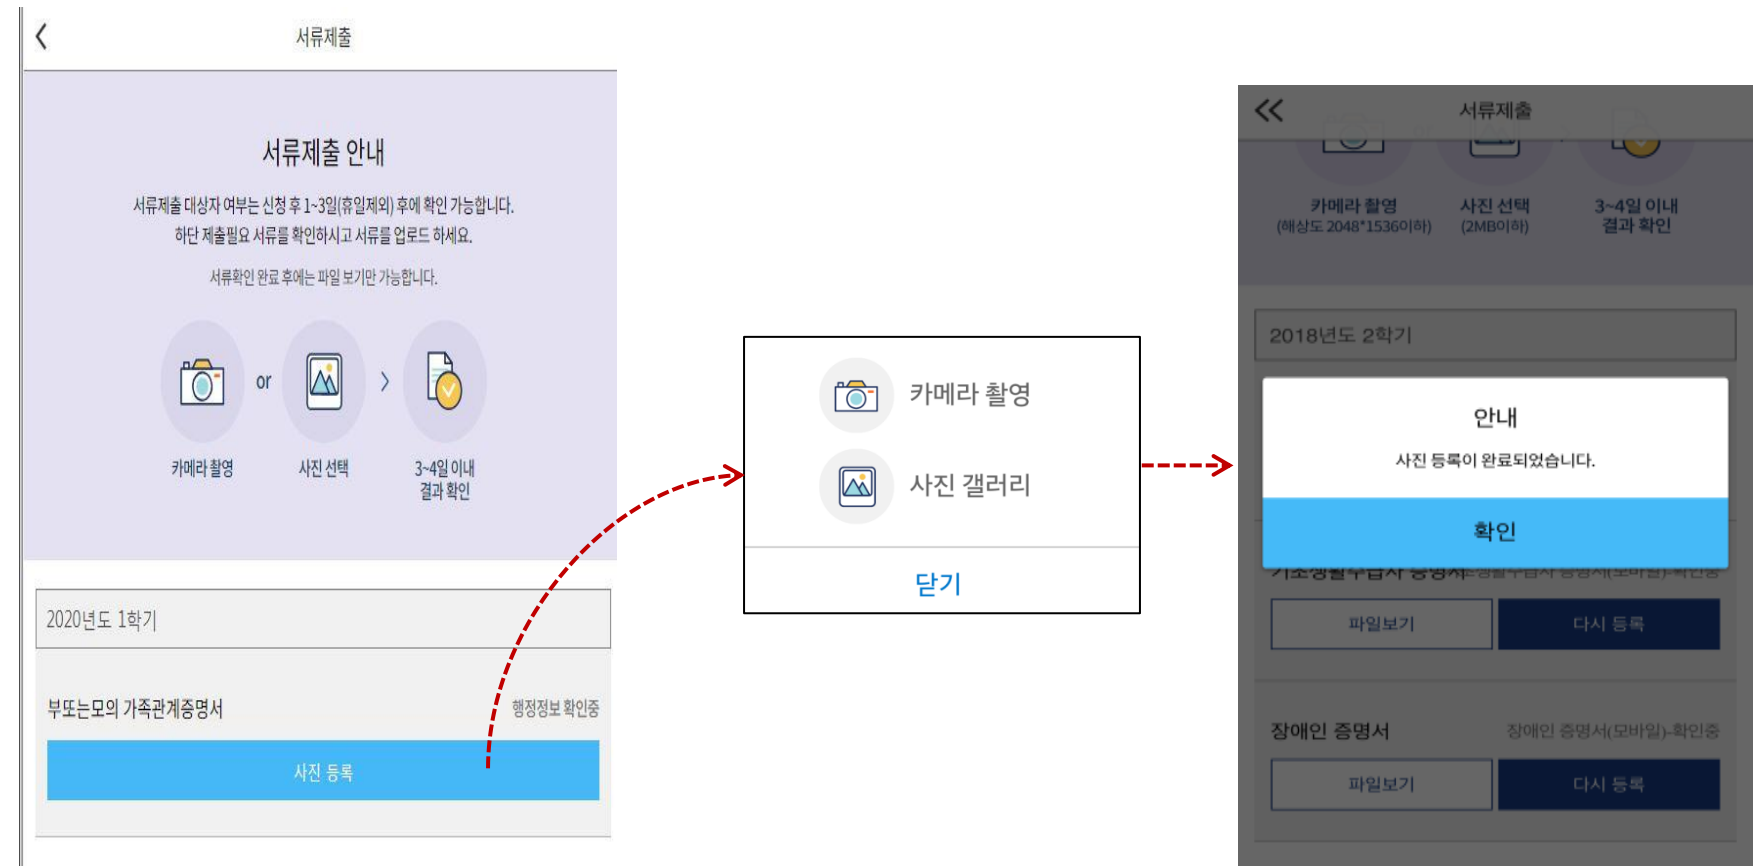 서류제출
서류제출 안내
서류제출 대상자 여부는 신청 후 1~3일(휴일제외) 후에 확인 가능합니다.
하단 제출필요 서류를 확인하시고 서류를 업로드 하세요.
서류확인 완료 후에는 파일 보기만 가능합니다.
or
카메라 촬영 사진 선택 3~4일 이내
결과 확인
2020년도 1학기
부또는모의 가족관계증명서 행정정보 확인중
사진 등록
카메라 촬영
사진 갤러리
닫기
서류제출
카메라 촬영 사진 선택 3~4일 이내
(해상도 2048*1536이하) (2MB이하) 결과 확인
2018년도 2학기
안내
사진 등록이 완료되었습니다.
확인
기초생활수급자 증명서
파일보기 다시 등록
장애인 증명서 장애인 증명서(모바일)-확인중
파일보기 다시 등록